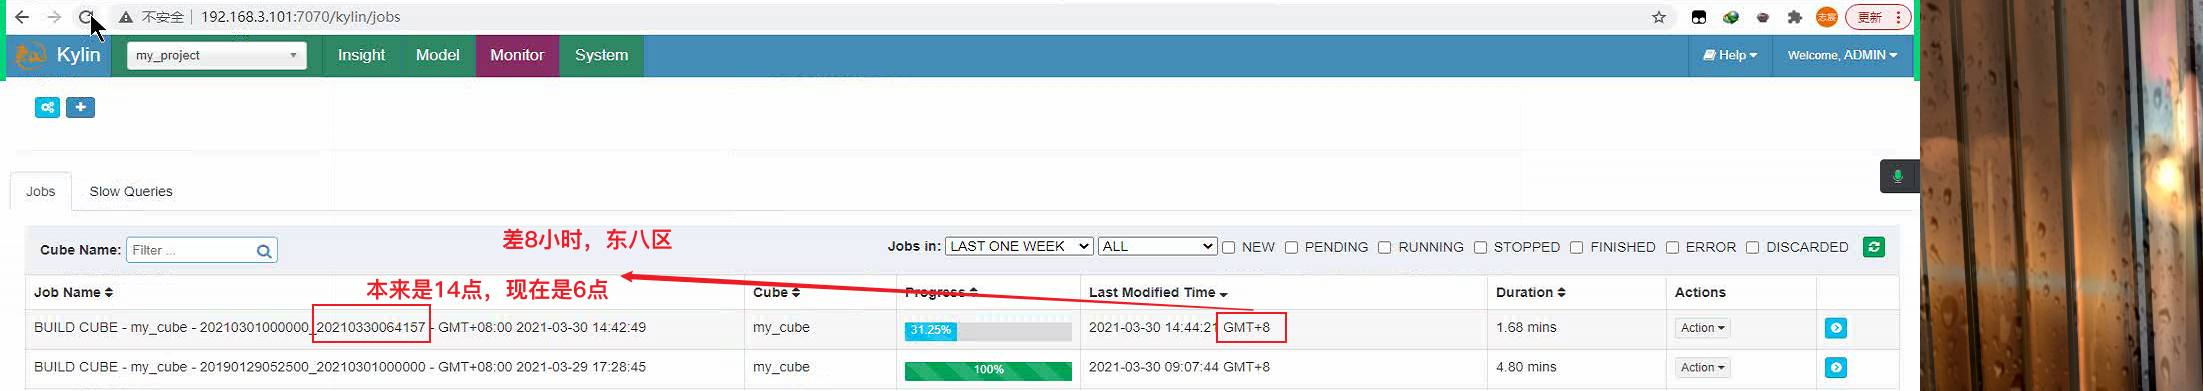 不安全 192.168.3.101:7070/kylin/jobs
志宸 更新
Kylin my_project Insight Model Monitor System Help Welcome, ADMIN
Jobs Slow Queries
Cube Name: Filter ... 差8小时，东八区 Jobs in: LAST ONE WEEK ALL NEW PENDING RUNNING STOPPED FINISHED ERROR DISCARDED
本来是14点，现在是6点
Job Name Cube Progress Last Modified Time Duration Actions
BUILD CUBE - my_cube - 20210301000000_20210330064157 - GMT+08:00 2021-03-30 14:42:49 my_cube 31.25% 2021-03-30 14:44:21 GMT+8 1.68 mins Action
BUILD CUBE - my_cube - 20190129052500_20210301000000 - GMT+08:00 2021-03-29 17:28:45 my_cube 100% 2021-03-30 09:07:44 GMT+8 4.80 mins Action